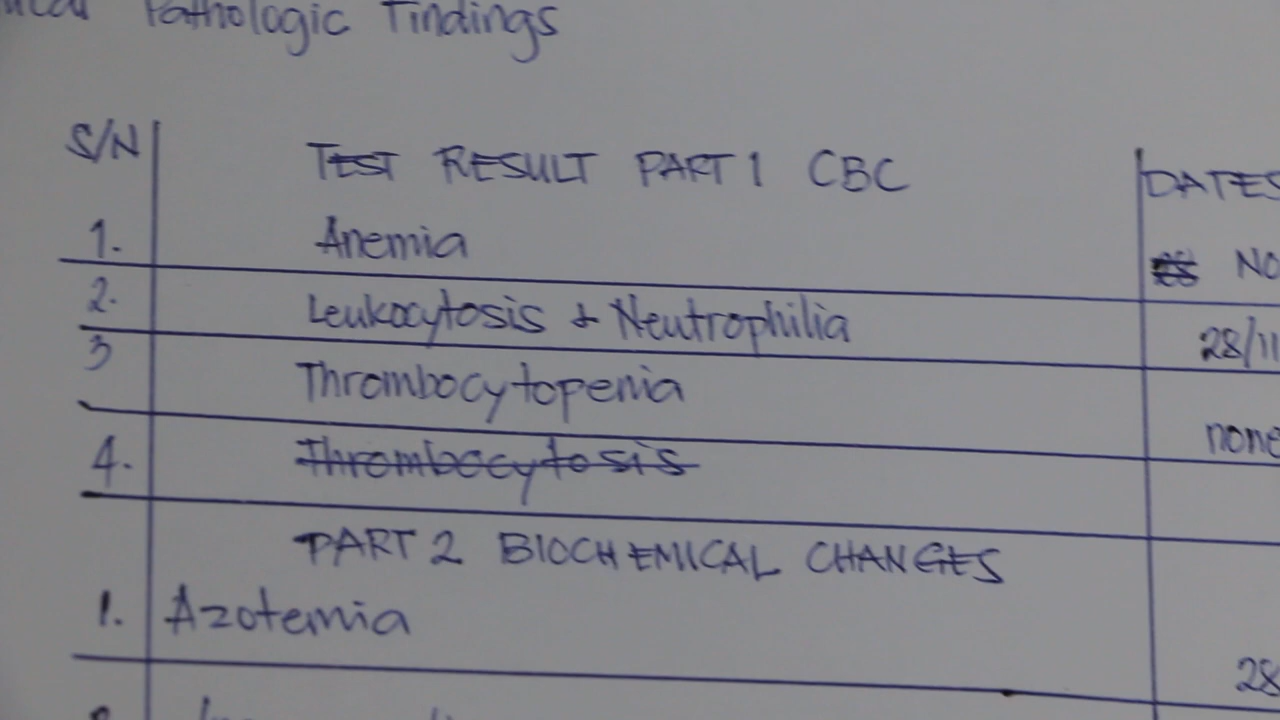 Pathologic Findings
S/N TEST RESULT PART 1 CBC DATES
1. Anemia NO
2. Leukocytosis & Neutrophilia 28/11
3 Thrombocytopenia none
4. Thrombocytosis
PART 2 BIOCHEMICAL CHANGES
1. Azotemia 28